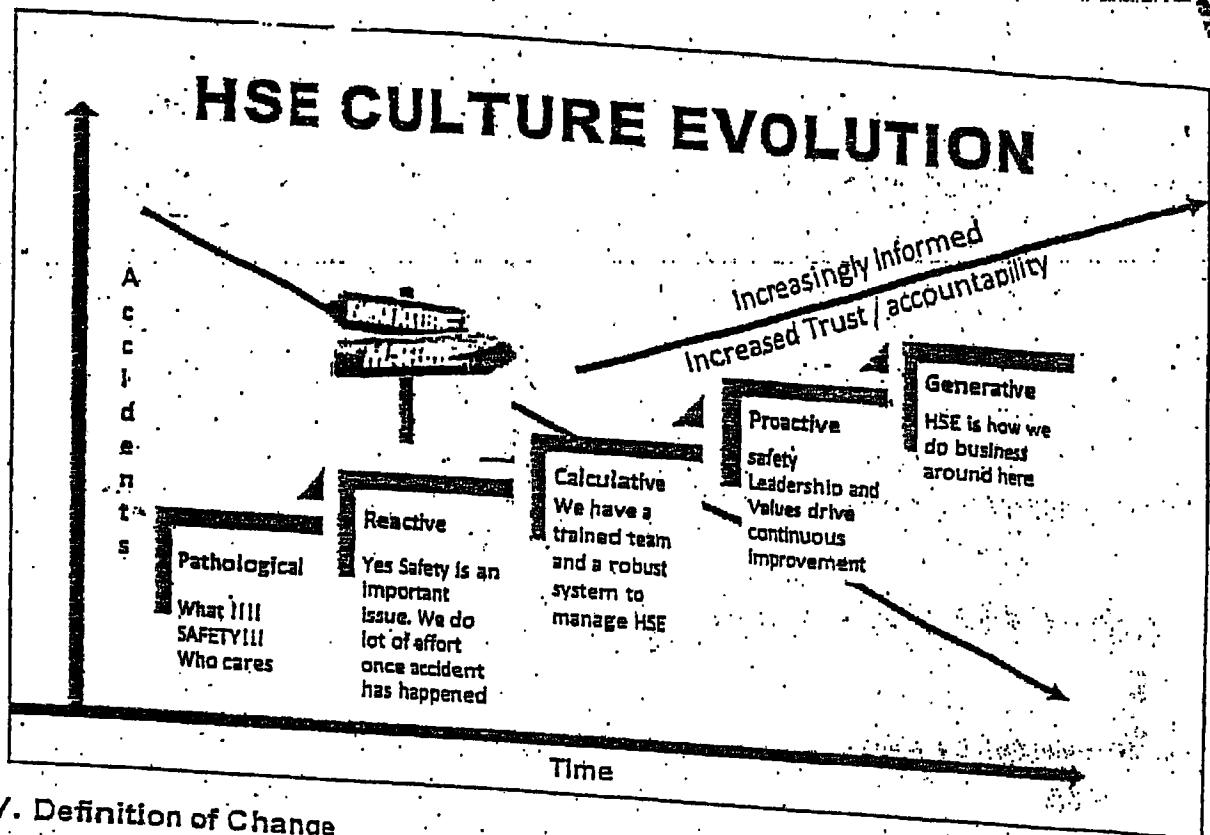 HSE CULTURE EVOLUTION
Accidents
Increasingly Informed
Increased Trust / accountability
Pathological
What !!!!
SAFETY!!!
Who cares
Reactive
Yes Safety is an
important
issue. We do
lot of effort
once accident
has happened
Calculative
We have a
trained team
and a robust
system to
manage HSE
Proactive
safety
Leadership and
Values drive
continuous
improvement
Generative
HSE is how we
do business
around here
Time
. Definition of Change